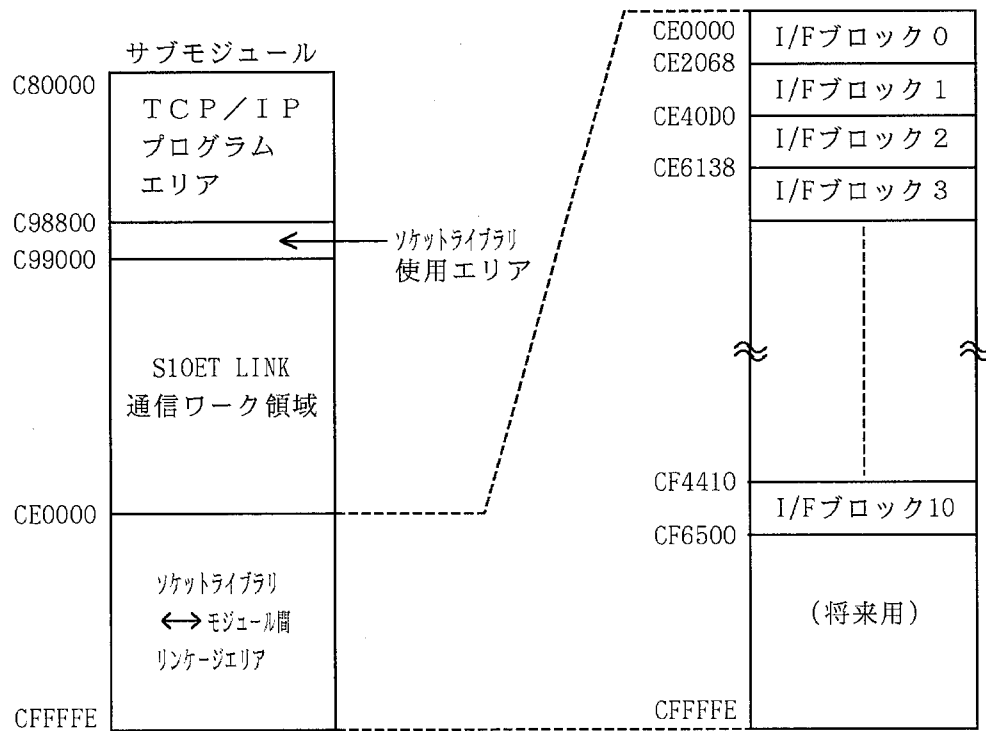 サブモジュール
C80000
TCP/IP
プログラム
エリア
C98800
C99000
ソケットライブラリ
使用エリア
S10ET LINK
通信ワーク領域
CE0000
ソケットライブラリ
↔モジュール間
リンケージエリア
CFFFFE
CE0000
I/Fブロック0
CE2068
I/Fブロック1
CE40D0
I/Fブロック2
CE6138
I/Fブロック3
CF4410
I/Fブロック10
CF6500
(将来用)
CFFFFE